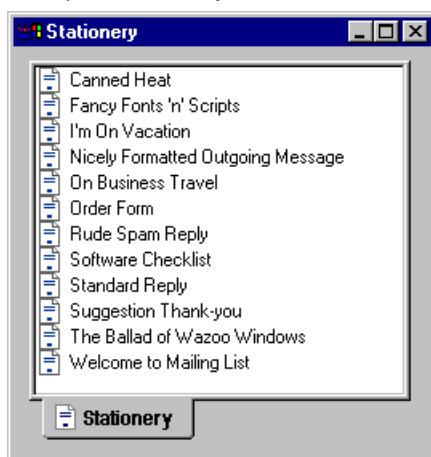 Stationery
Canned Heat
Fancy Fonts 'n' Scripts
I'm On Vacation
Nicely Formatted Outgoing Message
On Business Travel
Order Form
Rude Spam Reply
Software Checklist
Standard Reply
Suggestion Thank-you
The Ballad of Wazoo Windows
Welcome to Mailing List
Stationery